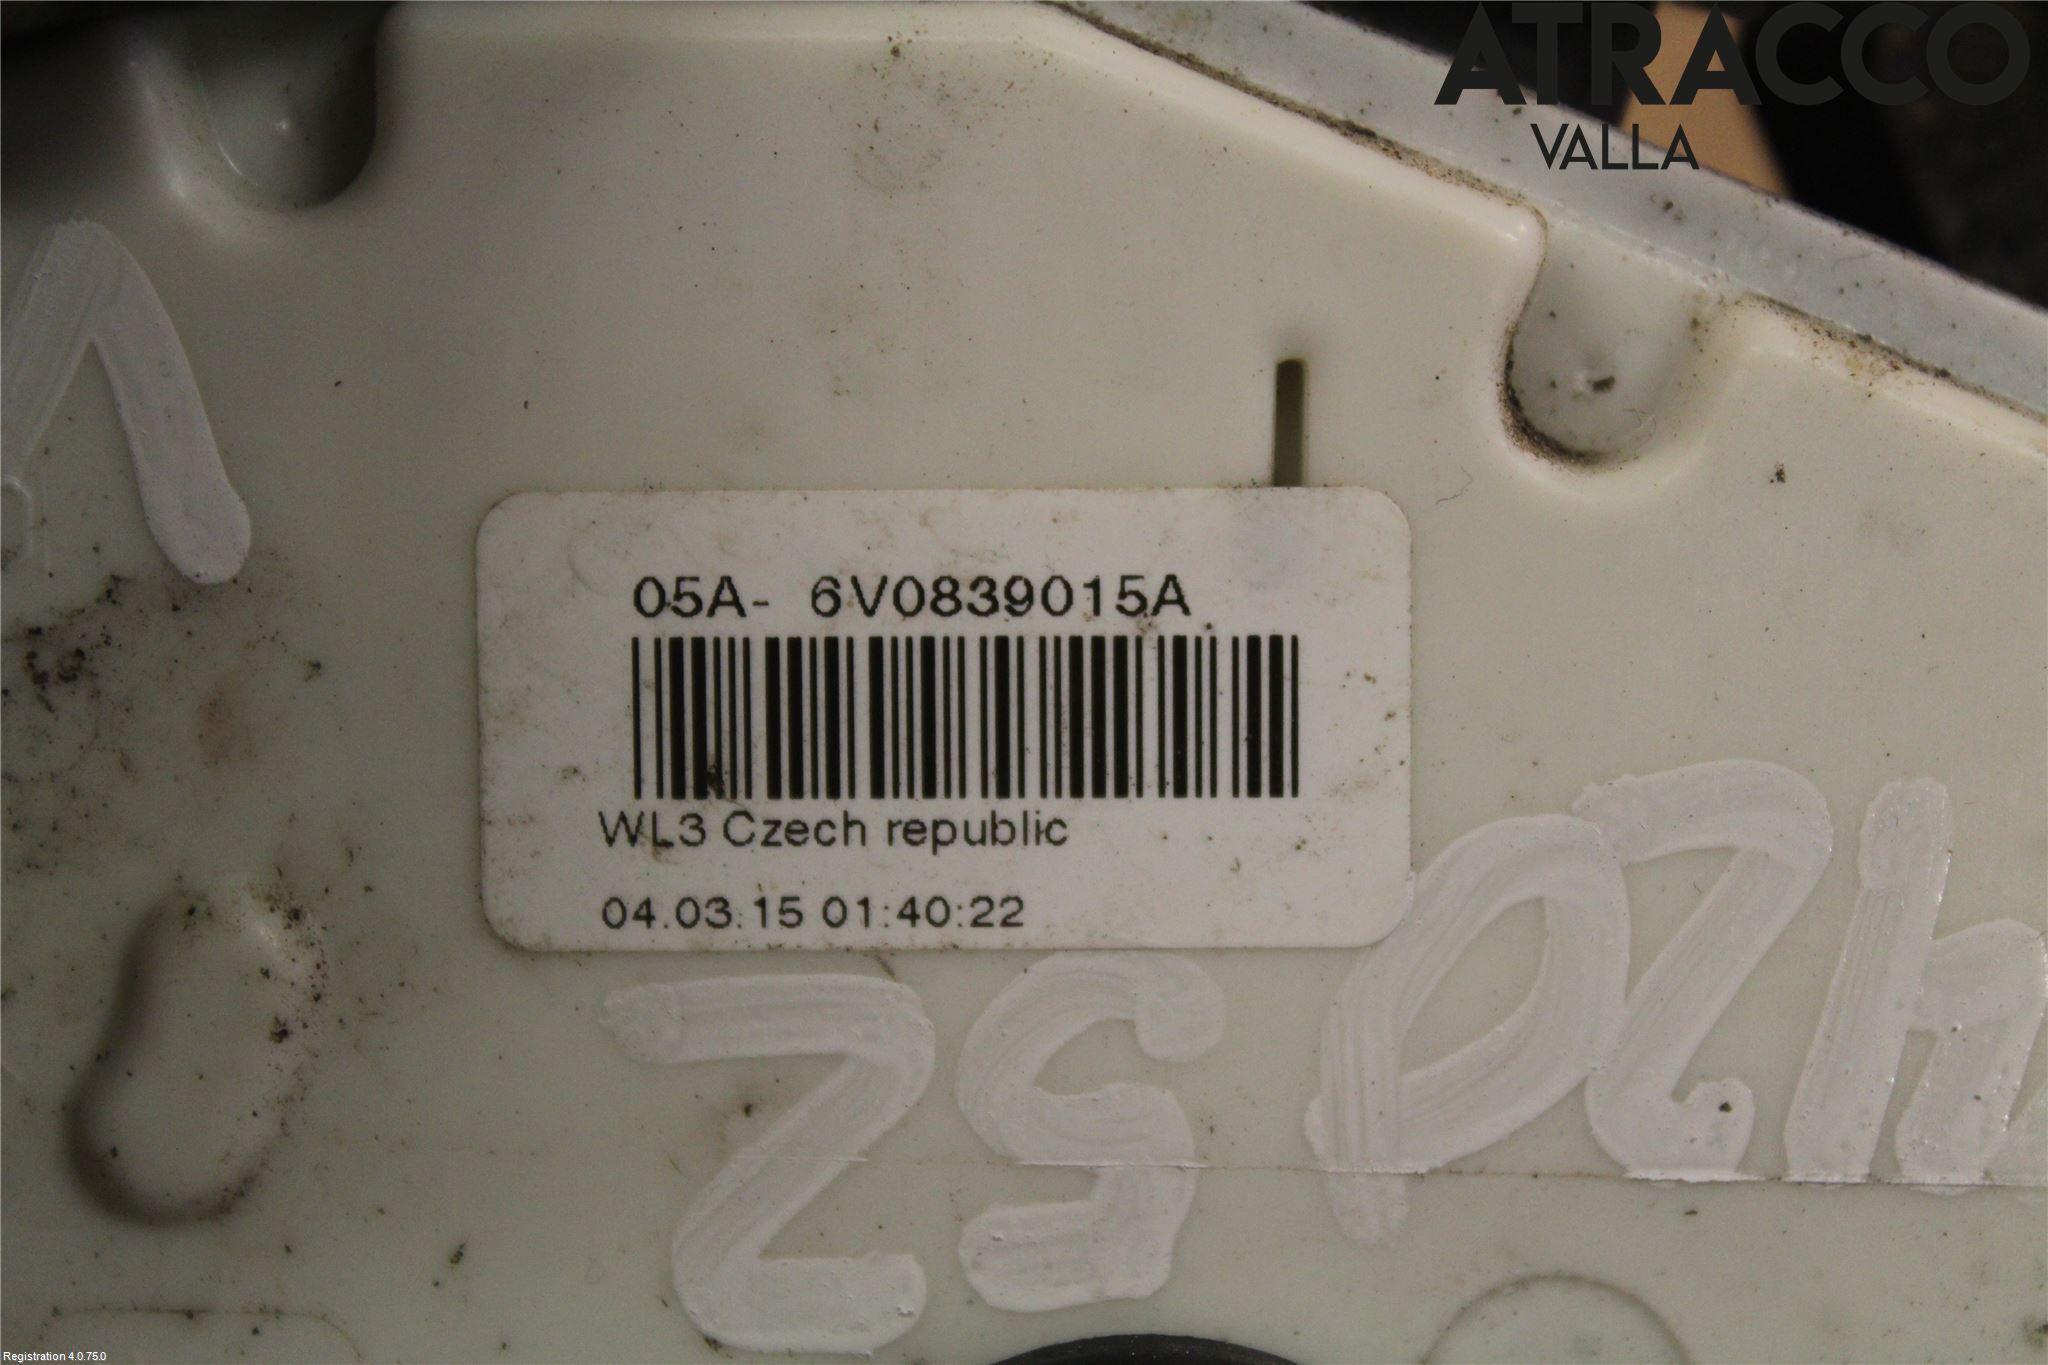 ATRACCO
VALLA
05A- 6V0839015A
WL3 Czech republic
04.03.15 01:40:22
Registration 4.0.75.0